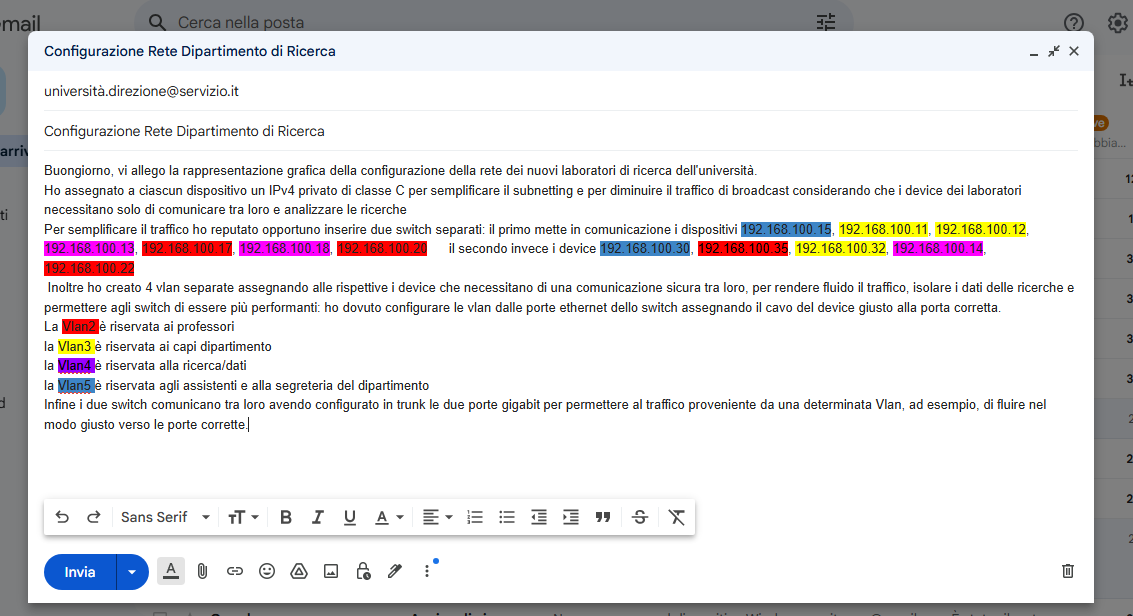 email
Cerca nella posta
Configurazione Rete Dipartimento di Ricerca
università.direzione@servizio.it
Configurazione Rete Dipartimento di Ricerca
Buongiorno, vi allego la rappresentazione grafica della configurazione della rete dei nuovi laboratori di ricerca dell'università.
Ho assegnato a ciascun dispositivo un IPv4 privato di classe C per semplificare il subnetting e per diminuire il traffico di broadcast considerando che i device dei laboratori
necessitano solo di comunicare tra loro e analizzare le ricerche
Per semplificare il traffico ho reputato opportuno inserire due switch separati: il primo mette in comunicazione i dispositivi 192.168.100.15, 192.168.100.11, 192.168.100.12,
192.168.100.13, 192.168.100.17, 192.168.100.18, 192.168.100.20 il secondo invece i device 192.168.100.30, 192.168.100.35, 192.168.100.32, 192.168.100.14,
192.168.100.22
Inoltre ho creato 4 vlan separate assegnando alle rispettive i device che necessitano di una comunicazione sicura tra loro, per rendere fluido il traffico, isolare i dati delle ricerche e
permettere agli switch di essere più performanti: ho dovuto configurare le vlan dalle porte ethernet dello switch assegnando il cavo del device giusto alla porta corretta.
La Vlan2 è riservata ai professori
la Vlan3 è riservata ai capi dipartimento
la Vlan4 è riservata alla ricerca/dati
la Vlan5 è riservata agli assistenti e alla segreteria del dipartimento
Infine i due switch comunicano tra loro avendo configurato in trunk le due porte gigabit per permettere al traffico proveniente da una determinata Vlan, ad esempio, di fluire nel
modo giusto verso le porte corrette.
Sans Serif
Invia